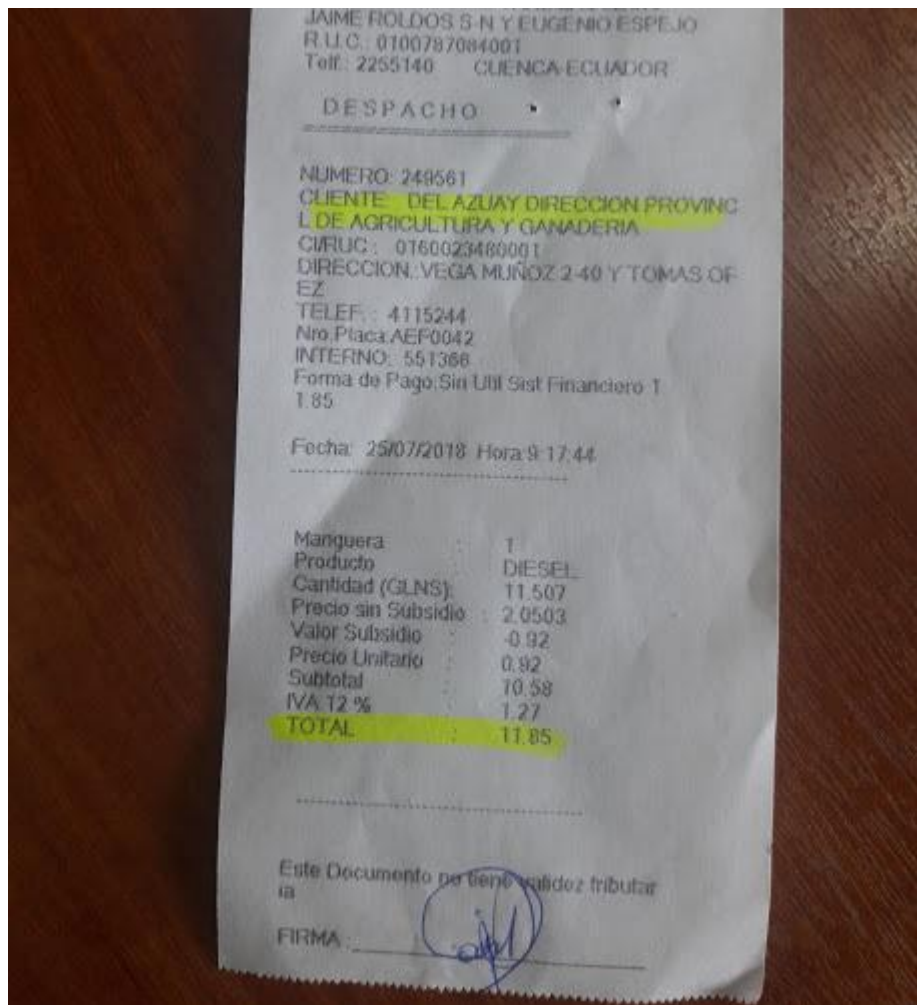 JAIME ROLDOS S-N Y EUGENIO ESPEJO
R.U.C.: 0100787084001
Telf.: 2255140 CUENCA-ECUADOR
DESPACHO
NUMERO: 249561
CLIENTE: DEL AZUAY DIRECCION PROVINC
L DE AGRICULTURA Y GANADERIA
CI/RUC : 0160023480001
DIRECCION.:VEGA MUÑOZ 2-40 Y TOMAS OF
EZ
TELEF. : 4115244
Nro.Placa:AEF0042
INTERNO: 551366
Forma de Pago:Sin Util Sist Financiero 1
1.85
Fecha: 25/07/2018 Hora:9:17:44
Manguera : 1
Producto DIESEL
Cantidad (GLNS): 11.507
Precio sin Subsidio : 2.0503
Valor Subsidio : -0.92
Precio Unitario : 0.92
Subtotal : 10.58
IVA 12 % 1.27
TOTAL : 11.85
Este Documento no tiene validez tributar
ia
FIRMA :